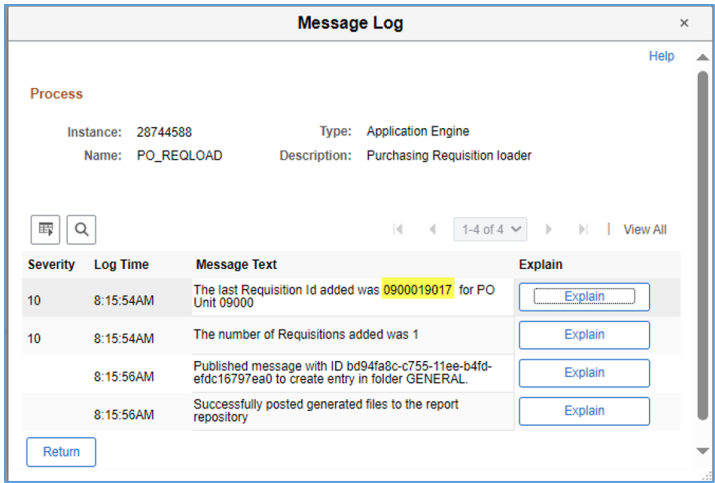 Message Log
×
Help
Process
Instance: 28744588 Type: Application Engine
Name: PO_REQLOAD Description: Purchasing Requisition loader
1-4 of 4
View All
Severity Log Time Message Text Explain
10 8:15:54AM The last Requisition Id added was 0900019017 for PO
Unit 09000
Explain
10 8:15:54AM The number of Requisitions added was 1 Explain
8:15:56AM Published message with ID bd94fa8c-c755-11ee-b4fd-
efdc16797ea0 to create entry in folder GENERAL.
Explain
8:15:56AM Successfully posted generated files to the report
repository
Explain
Return